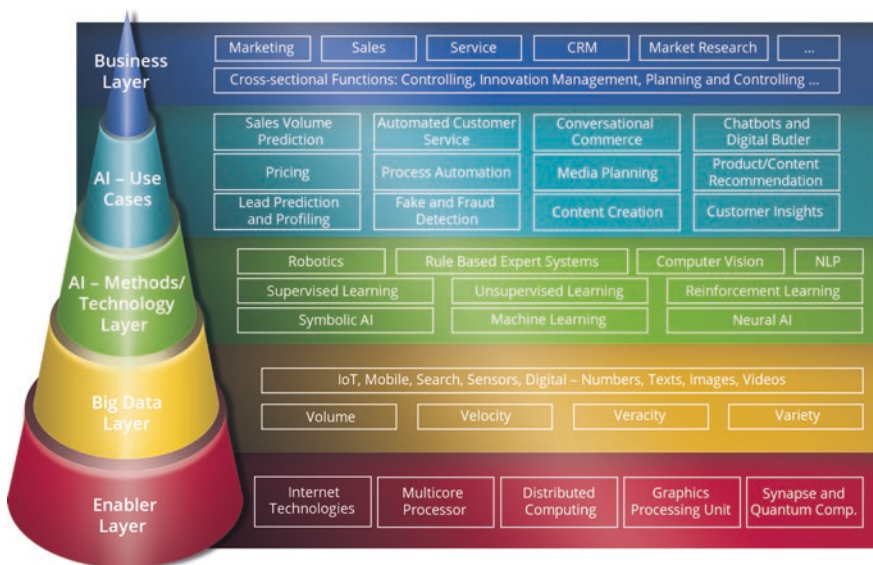 Business
Layer
Marketing
Sales
Service
CRM
Market Research
...
Cross-sectional Functions: Controlling, Innovation Management, Planning and Controlling ...
AI – Use
Cases
Sales Volume
Prediction
Automated Customer
Service
Conversational
Commerce
Chatbots and
Digital Butler
Pricing
Process Automation
Media Planning
Product/Content
Recommendation
Lead Prediction
and Profiling
Fake and Fraud
Detection
Content Creation
Customer Insights
AI – Methods/
Technology
Layer
Robotics
Rule Based Expert Systems
Computer Vision
NLP
Supervised Learning
Unsupervised Learning
Reinforcement Learning
Symbolic AI
Machine Learning
Neural AI
Big Data
Layer
IoT, Mobile, Search, Sensors, Digital – Numbers, Texts, Images, Videos
Volume
Velocity
Veracity
Variety
Enabler
Layer
Internet
Technologies
Multicore
Processor
Distributed
Computing
Graphics
Processing Unit
Synapse and
Quantum Comp.